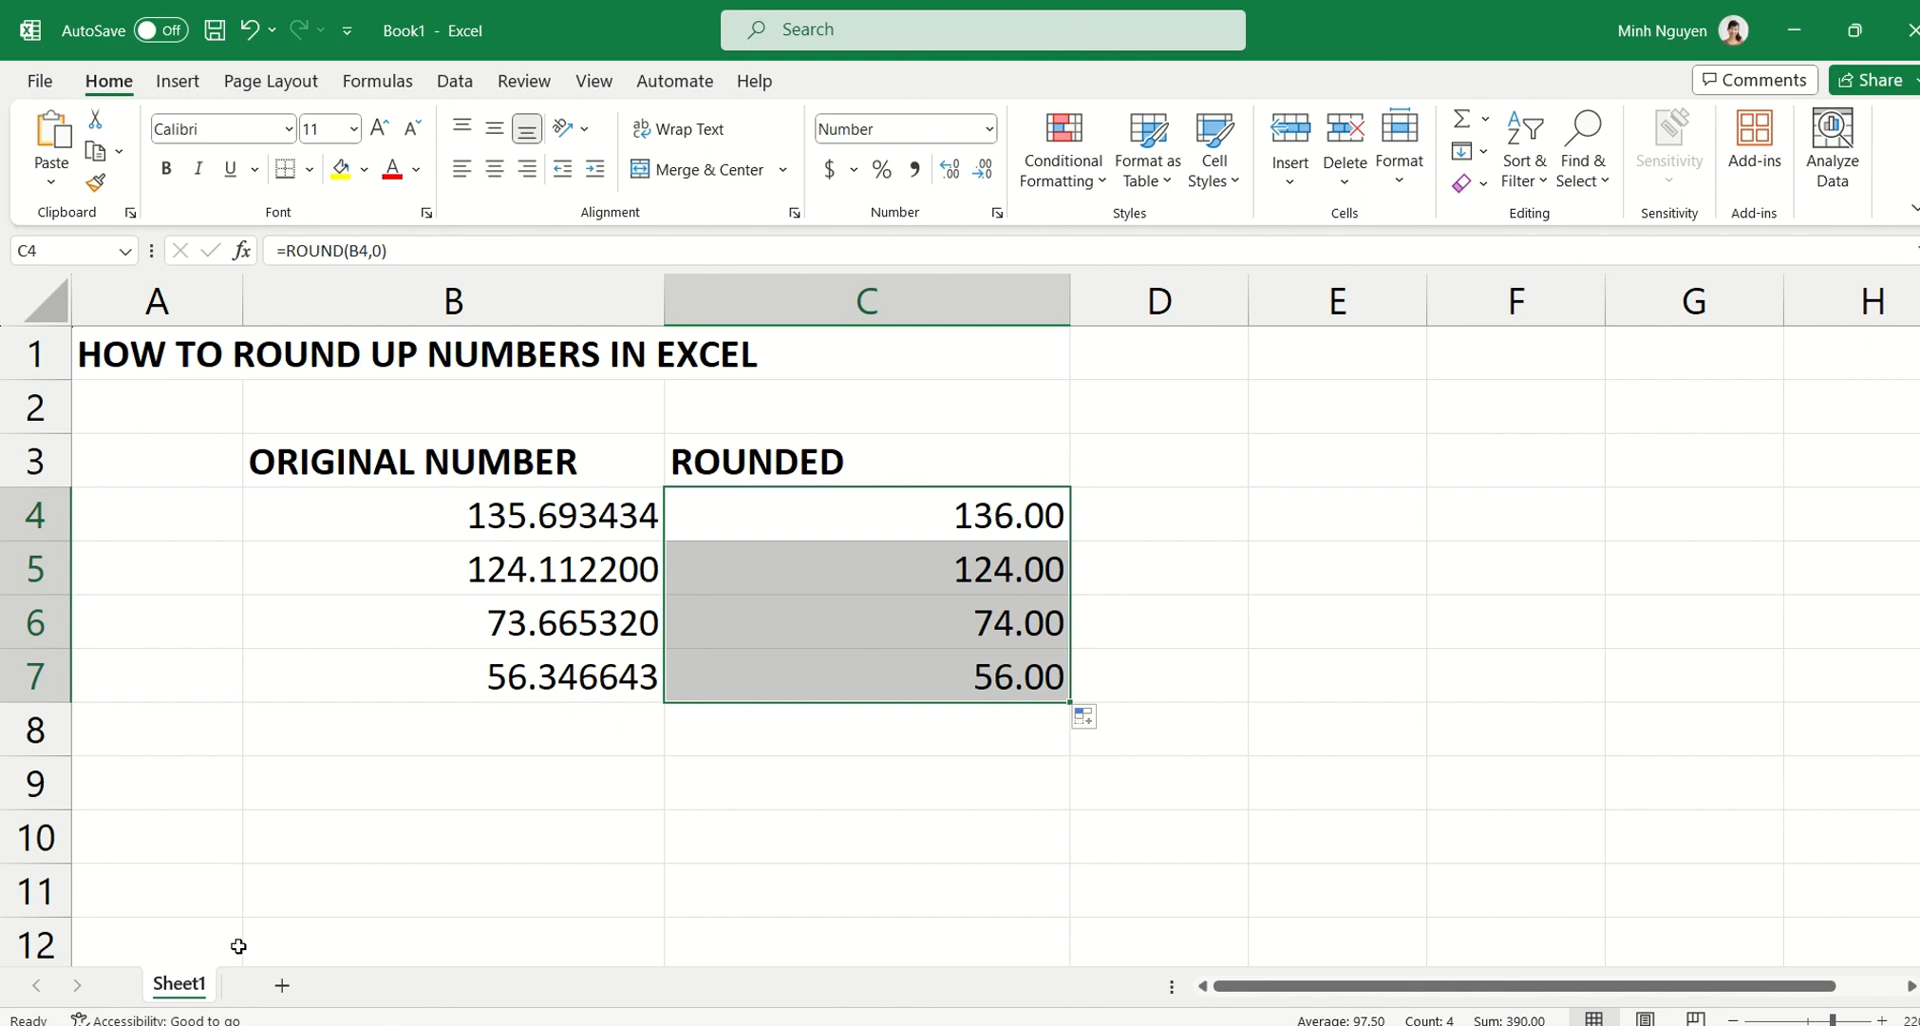 AutoSave Off Book1 - Excel Search Minh Nguyen
File Home Insert Page Layout Formulas Data Review View Automate Help Comments Share
Calibri 11 Wrap Text Number
Paste B I U Merge & Center $ % Conditional Formatting Format as Table Cell Styles Insert Delete Format Sort & Filter Find & Select Sensitivity Add-ins Analyze Data
Clipboard Font Alignment Number Styles Cells Editing Sensitivity Add-ins
C4 fx =ROUND(B4,0)
A B C D E F G H
1 HOW TO ROUND UP NUMBERS IN EXCEL
2
3 ORIGINAL NUMBER ROUNDED
4 135.693434 136.00
5 124.112200 124.00
6 73.665320 74.00
7 56.346643 56.00
8
9
10
11
12
Sheet1
Ready Accessibility: Good to go Average: 97.50 Count: 4 Sum: 390.00